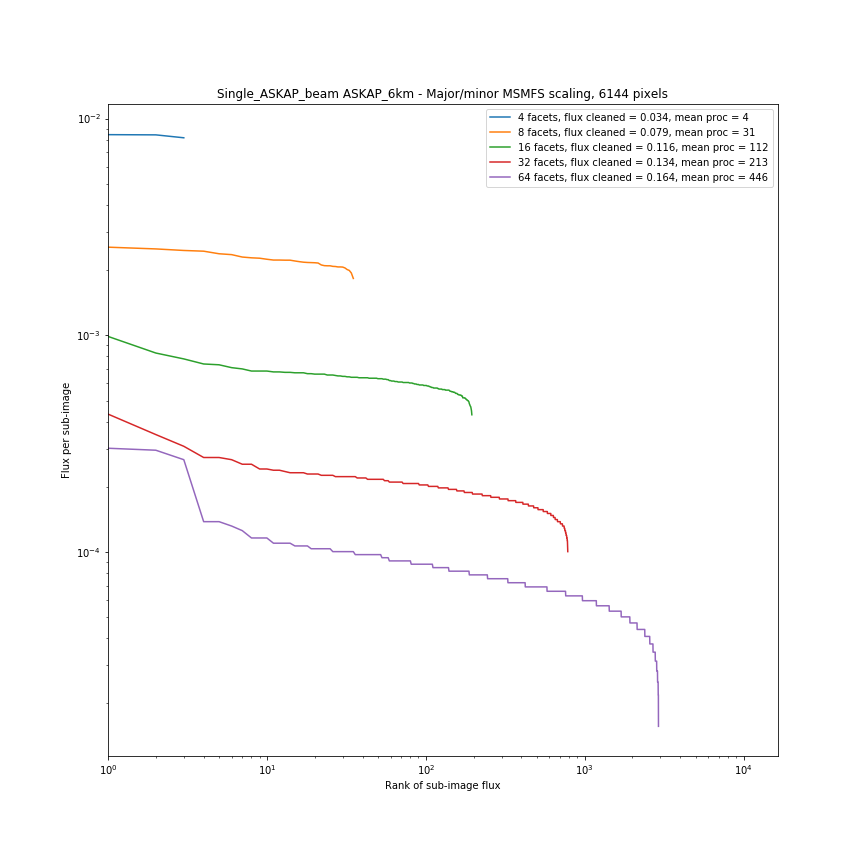 Single_ASKAP_beam ASKAP_6km - Major/minor MSMFS scaling, 6144 pixels
4 facets, flux cleaned = 0.034, mean proc = 4
8 facets, flux cleaned = 0.079, mean proc = 31
16 facets, flux cleaned = 0.116, mean proc = 112
32 facets, flux cleaned = 0.134, mean proc = 213
64 facets, flux cleaned = 0.164, mean proc = 446
10⁻²
10⁻³
10⁻⁴
Flux per sub-image
10⁰ 10¹ 10² 10³ 10⁴
Rank of sub-image flux